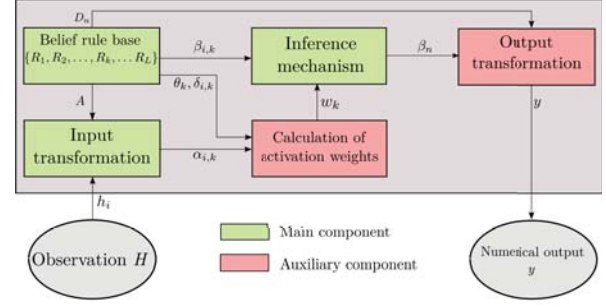 D_n
Belief rule base
{R_1, R_2, . . . , R_k, . . . R_L}
β_{i,k}
Inference
mechanism
β_n
Output
transformation
θ_k, δ_{i,k}
A
w_k
y
Input
transformation
α_{i,k}
Calculation of
activation weights
h_i
Observation H
Main component
Auxiliary component
Numerical output
y